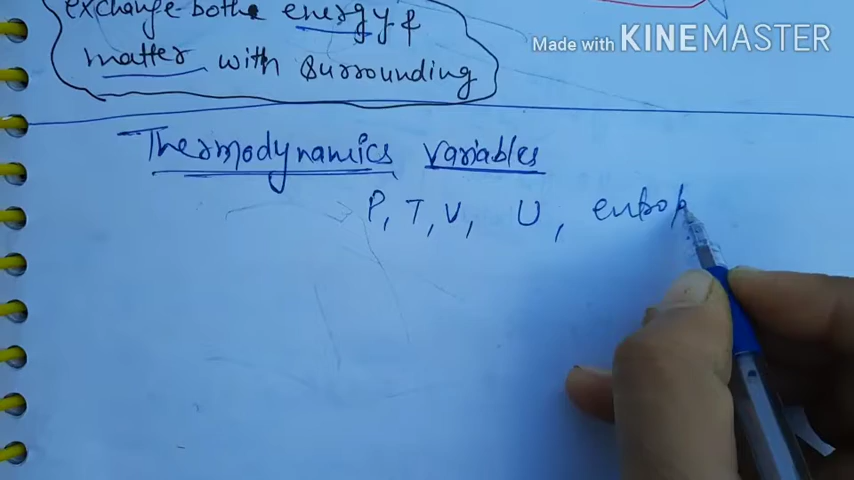 exchange both energy &
matter with surrounding
Made with KINEMASTER
Thermodynamics variables
P, T, V, U, entrop